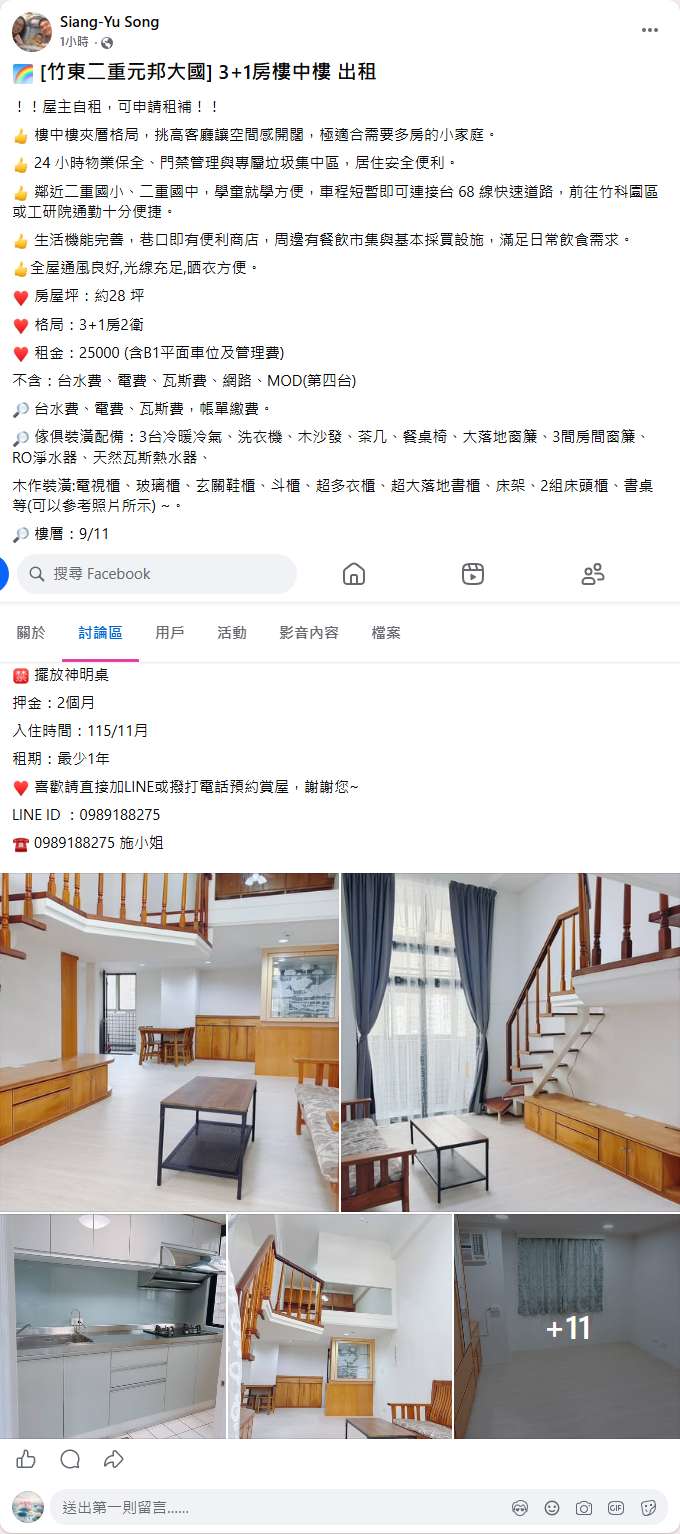 Siang-Yu Song
1小時 ·
[竹東二重元邦大國] 3+1房樓中樓 出租
！！屋主自租，可申請租補！！
👍 樓中樓夾層格局，挑高客廳讓空間感開闊，極適合需要多房的小家庭。
👍 24 小時物業保全、門禁管理與專屬垃圾集中區，居住安全便利。
👍 鄰近二重國小、二重國中，學童就學方便，車程短暫即可連接台 68 線快速道路，前往竹科園區
或工研院通勤十分便捷。
👍 生活機能完善，巷口即有便利商店，周邊有餐飲市集與基本採買設施，滿足日常飲食需求。
👍全屋通風良好,光線充足,晒衣方便。
❤️ 房屋坪：約28 坪
❤️ 格局：3+1房2衛
❤️ 租金：25000 (含B1平面車位及管理費)
不含：台水費、電費、瓦斯費、網路、MOD(第四台)
🔎 台水費、電費、瓦斯費，帳單繳費。
🔎 傢俱裝潢配備：3台冷暖冷氣、洗衣機、木沙發、茶几、餐桌椅、大落地窗簾、3間房間窗簾、
RO淨水器、天然瓦斯熱水器、
木作裝潢:電視櫃、玻璃櫃、玄關鞋櫃、斗櫃、超多衣櫃、超大落地書櫃、床架、2組床頭櫃、書桌
等(可以參考照片所示) ~。
🔎 樓層：9/11
搜尋 Facebook
關於 討論區 用戶 活動 影音內容 檔案
🈲 擺放神明桌
押金：2個月
入住時間：115/11月
租期：最少1年
❤️ 喜歡請直接加LINE或撥打電話預約賞屋，謝謝您~
LINE ID ：0989188275
☎️ 0989188275 施小姐
+11
送出第一則留言......
GIF